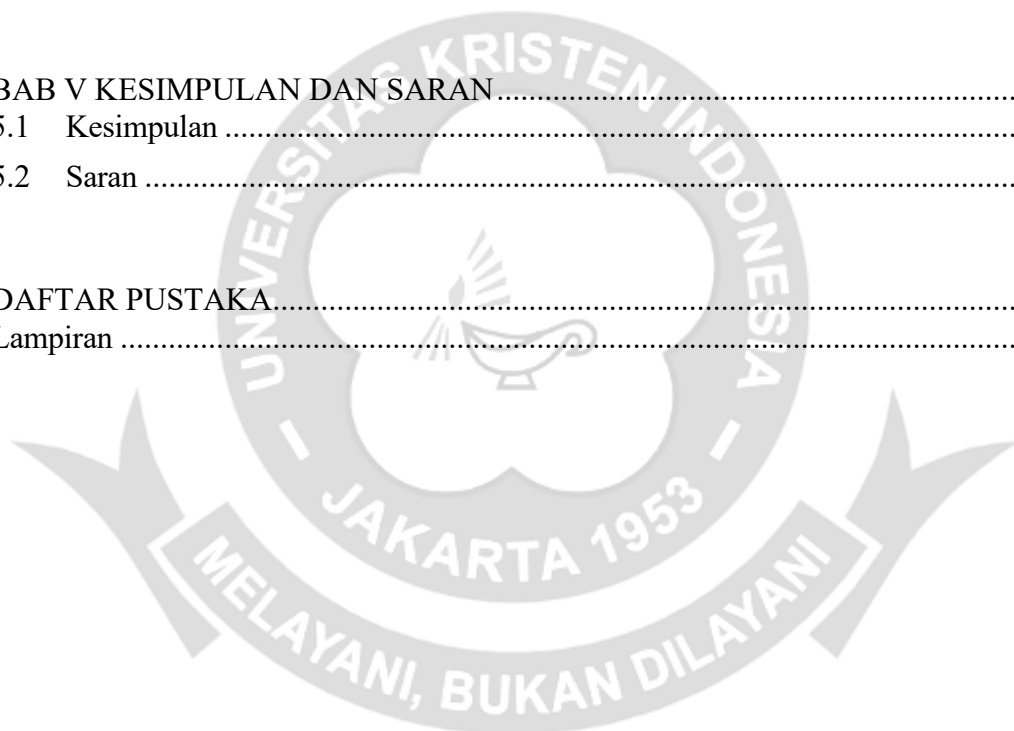 BAB V KESIMPULAN DAN SARAN
5.1 Kesimpulan
5.2 Saran
DAFTAR PUSTAKA
Lampiran
UNIVERSITAS KRISTEN INDONESIA
JAKARTA 1953
MELAYANI, BUKAN DILAYANI